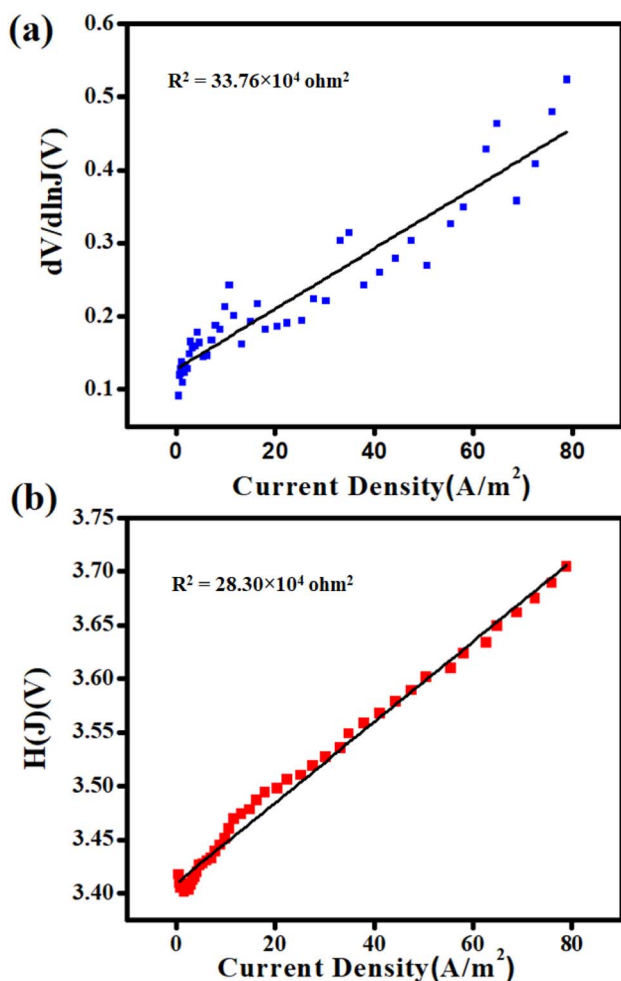 (a)
0.6
R² = 33.76×10⁴ ohm²
0.5
0.4
dV/dlnJ(V)
0.3
0.2
0.1
0 20 40 60 80
Current Density(A/m²)
(b)
3.75
R² = 28.30×10⁴ ohm²
3.70
3.65
3.60
H(J)(V)
3.55
3.50
3.45
3.40
0 20 40 60 80
Current Density(A/m²)